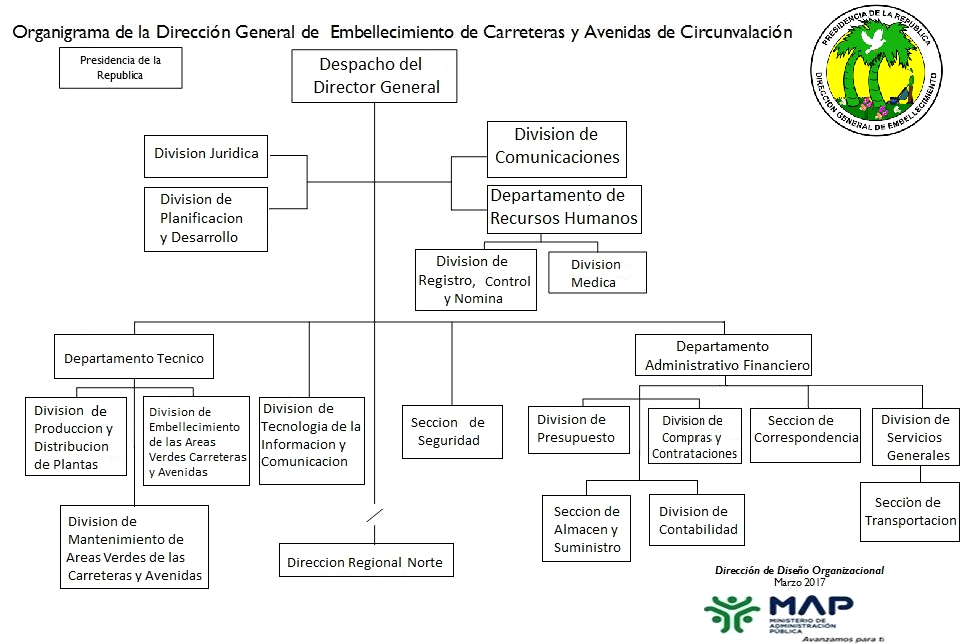 Organigrama de la Dirección General de Embellecimiento de Carreteras y Avenidas de Circunvalación
PRESIDENCIA DE LA REPUBLICA
DIRECCIÓN GENERAL DE EMBELLECIMIENTO
Presidencia de la
Republica
Despacho del
Director General
Division Juridica
Division de
Comunicaciones
Division de
Planificacion
y Desarrollo
Departamento de
Recursos Humanos
Division de
Registro, Control
y Nomina
Division
Medica
Departamento Tecnico
Departamento
Administrativo Financiero
Division de
Produccion y
Distribucion
de Plantas
Division de
Embellecimiento
de las Areas
Verdes Carreteras
y Avenidas
Division de
Tecnologia de la
Informacion y
Comunicacion
Seccion de
Seguridad
Division de
Presupuesto
Division de
Compras y
Contrataciones
Seccion de
Correspondencia
Division de
Servicios
Generales
Division de
Mantenimiento de
Areas Verdes de las
Carreteras y Avenidas
Seccion de
Almacen y
Suministro
Division de
Contabilidad
Seccion de
Transportacion
Direccion Regional Norte
Dirección de Diseño Organizacional
Marzo 2017
MAP
MINISTERIO DE
ADMINISTRACIÓN
PÚBLICA
Avanzamos para ti